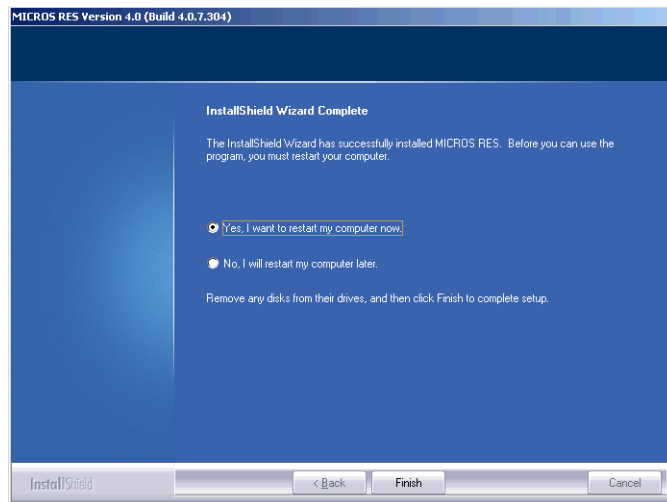 MICROS RES Version 4.0 (Build 4.0.7.304)
InstallShield Wizard Complete
The InstallShield Wizard has successfully installed MICROS RES. Before you can use the
program, you must restart your computer.
Yes, I want to restart my computer now.
No, I will restart my computer later.
Remove any disks from their drives, and then click Finish to complete setup.
InstallShield
< Back
Finish
Cancel